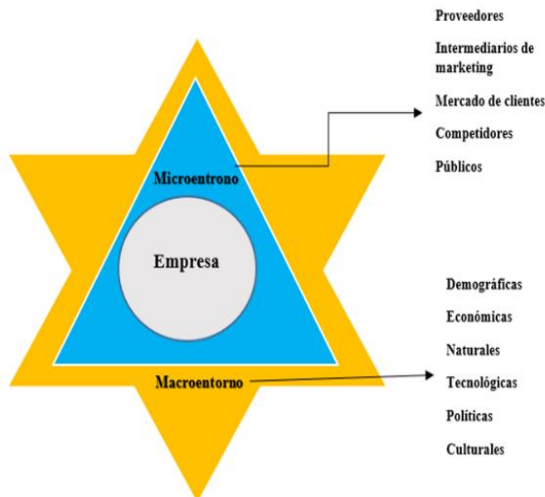 Proveedores
Intermediarios de
marketing
Mercado de clientes
Competidores
Públicos
Microentrono
Empresa
Macroentorno
Demográficas
Económicas
Naturales
Tecnológicas
Políticas
Culturales